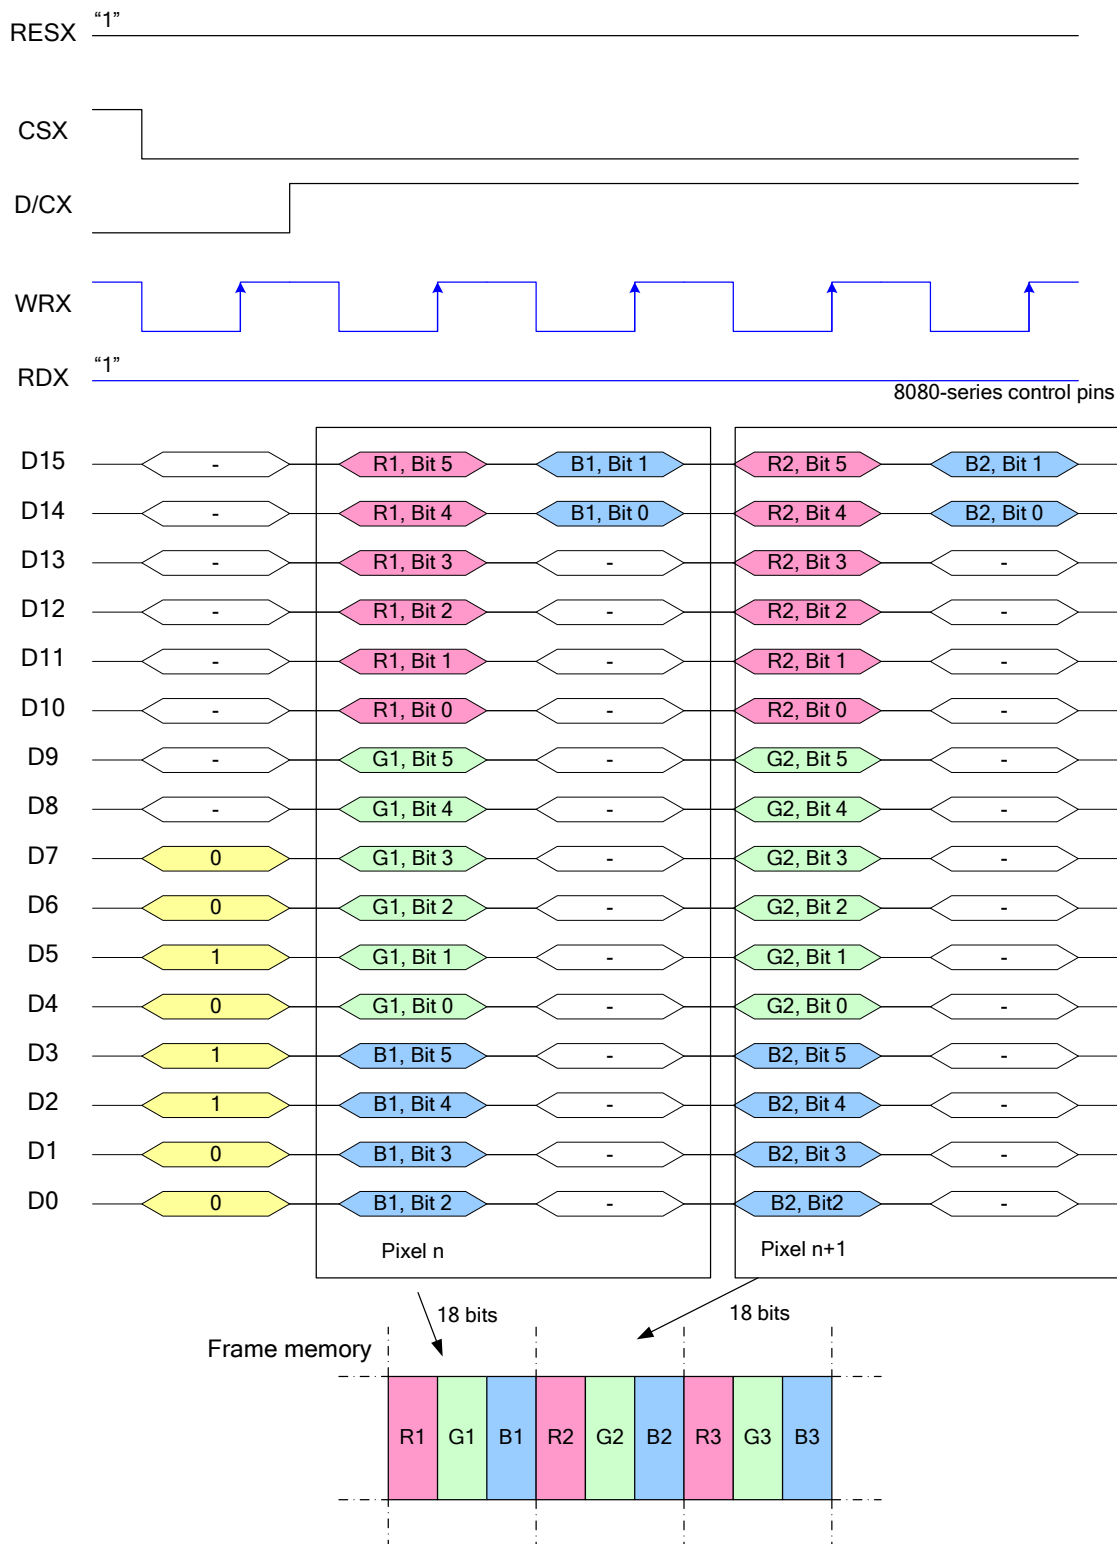 RESX “1”
CSX
D/CX
WRX
RDX “1”
8080-series control pins
D15 - R1, Bit 5 B1, Bit 1 R2, Bit 5 B2, Bit 1
D14 - R1, Bit 4 B1, Bit 0 R2, Bit 4 B2, Bit 0
D13 - R1, Bit 3 - R2, Bit 3 -
D12 - R1, Bit 2 - R2, Bit 2 -
D11 - R1, Bit 1 - R2, Bit 1 -
D10 - R1, Bit 0 - R2, Bit 0 -
D9 - G1, Bit 5 - G2, Bit 5 -
D8 - G1, Bit 4 - G2, Bit 4 -
D7 0 G1, Bit 3 - G2, Bit 3 -
D6 0 G1, Bit 2 - G2, Bit 2 -
D5 1 G1, Bit 1 - G2, Bit 1 -
D4 0 G1, Bit 0 - G2, Bit 0 -
D3 1 B1, Bit 5 - B2, Bit 5 -
D2 1 B1, Bit 4 - B2, Bit 4 -
D1 0 B1, Bit 3 - B2, Bit 3 -
D0 0 B1, Bit 2 - B2, Bit2 -
Pixel n Pixel n+1
18 bits 18 bits
Frame memory
R1 G1 B1 R2 G2 B2 R3 G3 B3